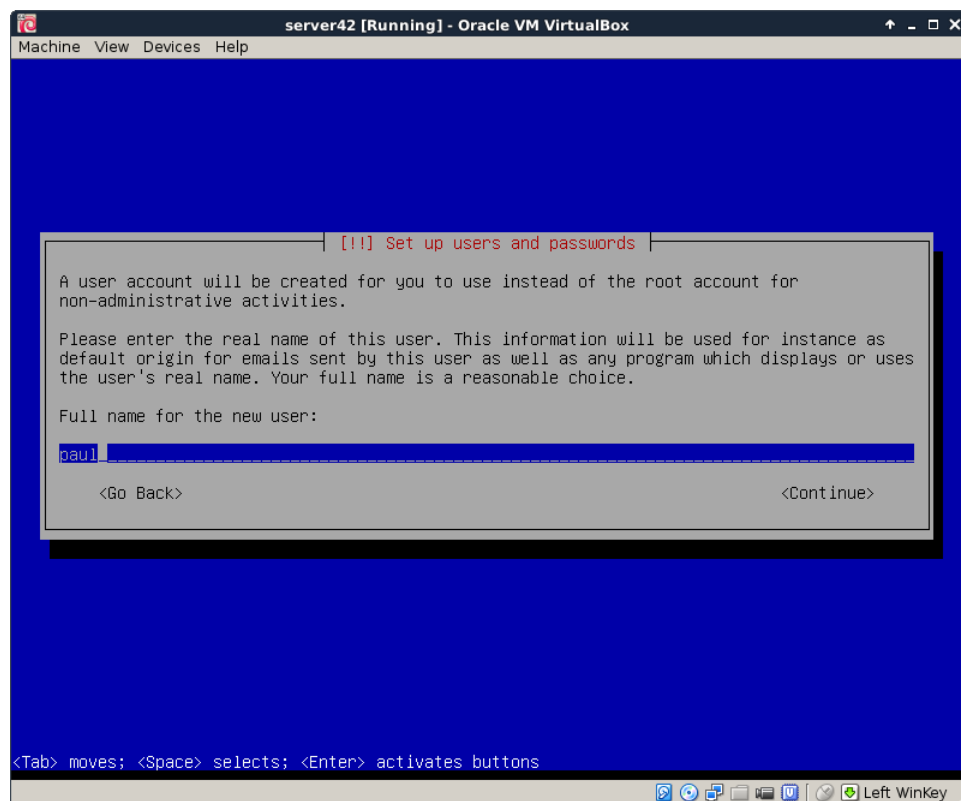 server42 [Running] - Oracle VM VirtualBox
Machine View Devices Help
[!!] Set up users and passwords
A user account will be created for you to use instead of the root account for
non-administrative activities.
Please enter the real name of this user. This information will be used for instance as
default origin for emails sent by this user as well as any program which displays or uses
the user's real name. Your full name is a reasonable choice.
Full name for the new user:
paul
<Go Back> <Continue>
<Tab> moves; <Space> selects; <Enter> activates buttons
Left WinKey